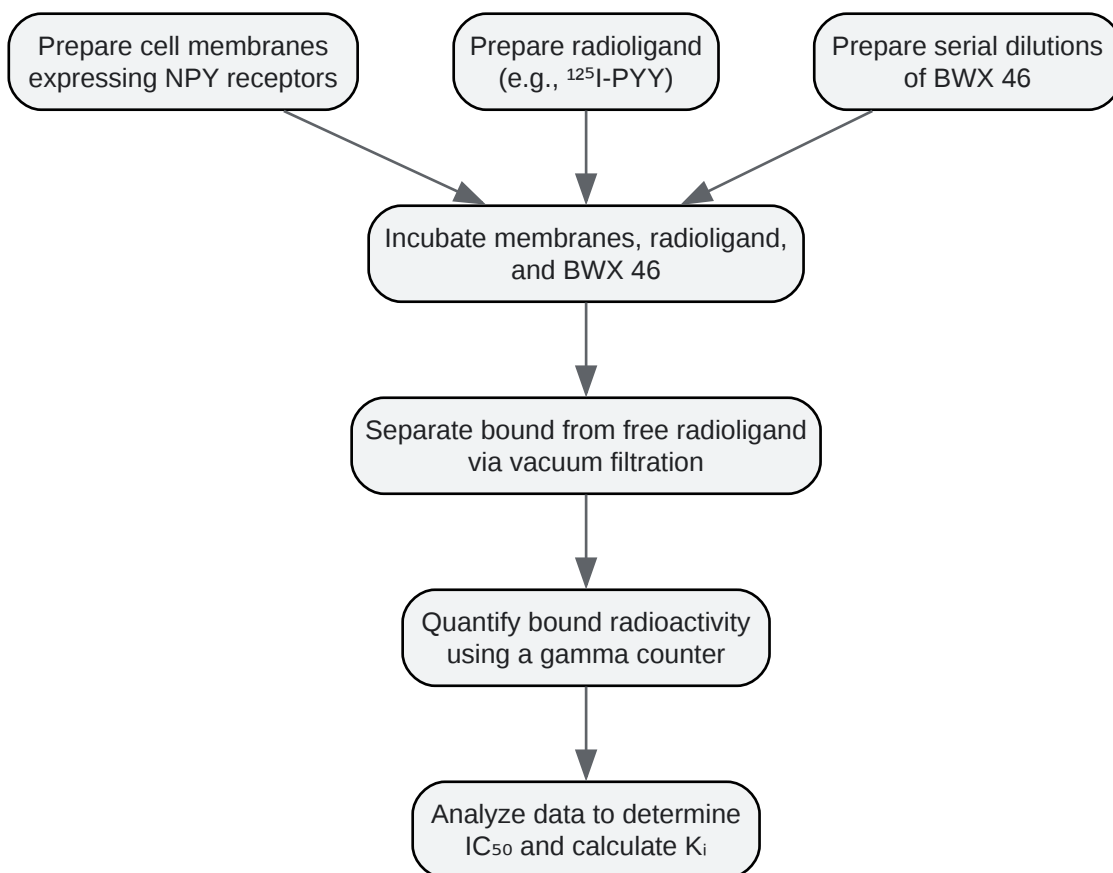 Prepare cell membranes
expressing NPY receptors
Prepare radioligand
(e.g., ¹²⁵I-PYY)
Prepare serial dilutions
of BWX 46
Incubate membranes, radioligand,
and BWX 46
Separate bound from free radioligand
via vacuum filtration
Quantify bound radioactivity
using a gamma counter
Analyze data to determine
IC₅₀ and calculate Kᵢ